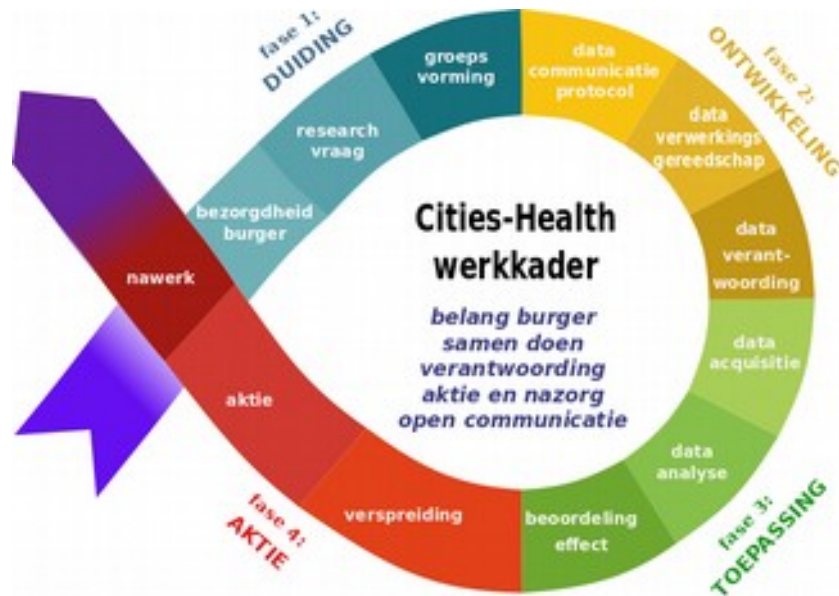 fase 1:
DUIDING
bezorgdheid
burger
research
vraag
groeps
vorming
fase 2:
ONTWIKKELING
data
communicatie
protocol
data
verwerkings
gereedschap
data
verant-
woording
fase 3:
TOEPASSING
data
acquisitie
data
analyse
beoordeling
effect
fase 4:
AKTIE
verspreiding
aktie
nawerk
Cities-Health
werkkader
belang burger
samen doen
verantwoording
aktie en nazorg
open communicatie